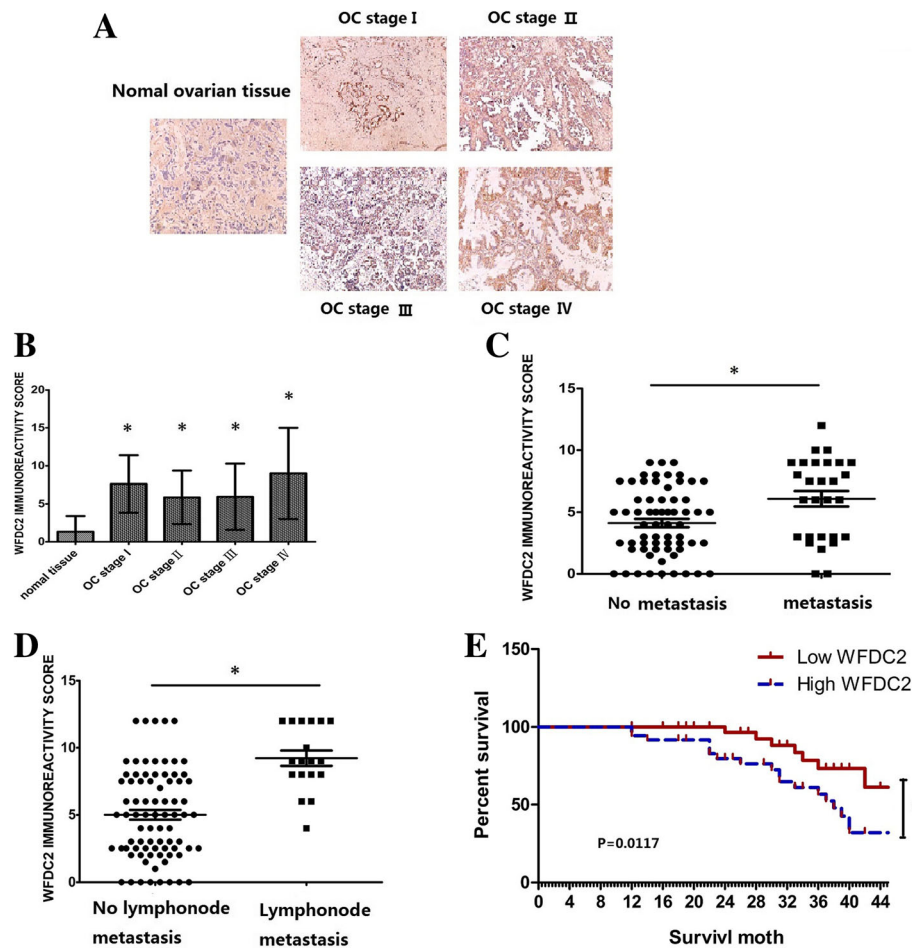 A
OC stage I
OC stage Ⅱ
Nomal ovarian tissue
OC stage Ⅲ
OC stage Ⅳ
B
WFDC2 IMMUNOREACTIVITY SCORE
20
15
10
5
0
*
*
*
*
nomal tissue
OC stage I
OC stage Ⅱ
OC stage Ⅲ
OC stage Ⅳ
C
WFDC2 IMMUNOREACTIVITY SCORE
15
10
5
0
*
No metastasis
metastasis
D
WFDC2 IMMUNOREACTIVITY SCORE
15
10
5
0
*
No lymphonode
metastasis
Lymphonode
metastasis
E
Percent survival
150
100
50
0
Low WFDC2
High WFDC2
P=0.0117
0 4 8 12 16 20 24 28 32 36 40 44
Survivl moth